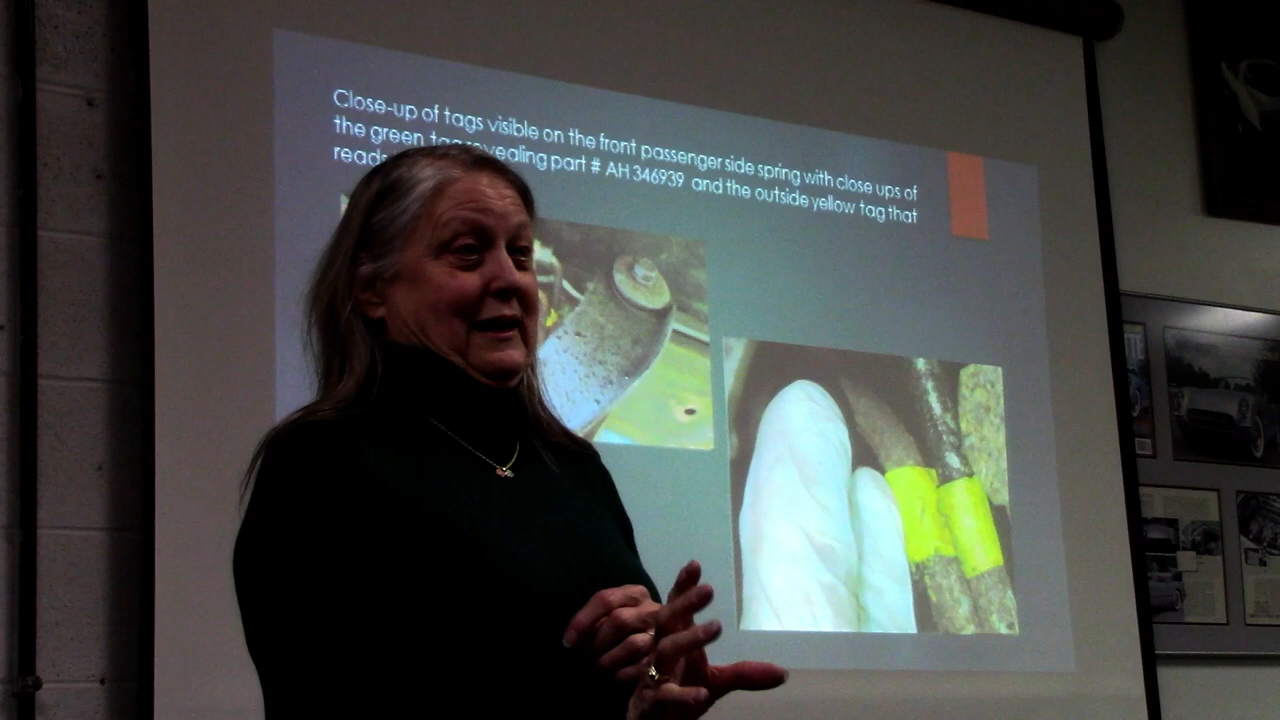 Close-up of tags visible on the front passenger side spring with close ups of
the green tag revealing part # AH 346939 and the outside yellow tag that
reads